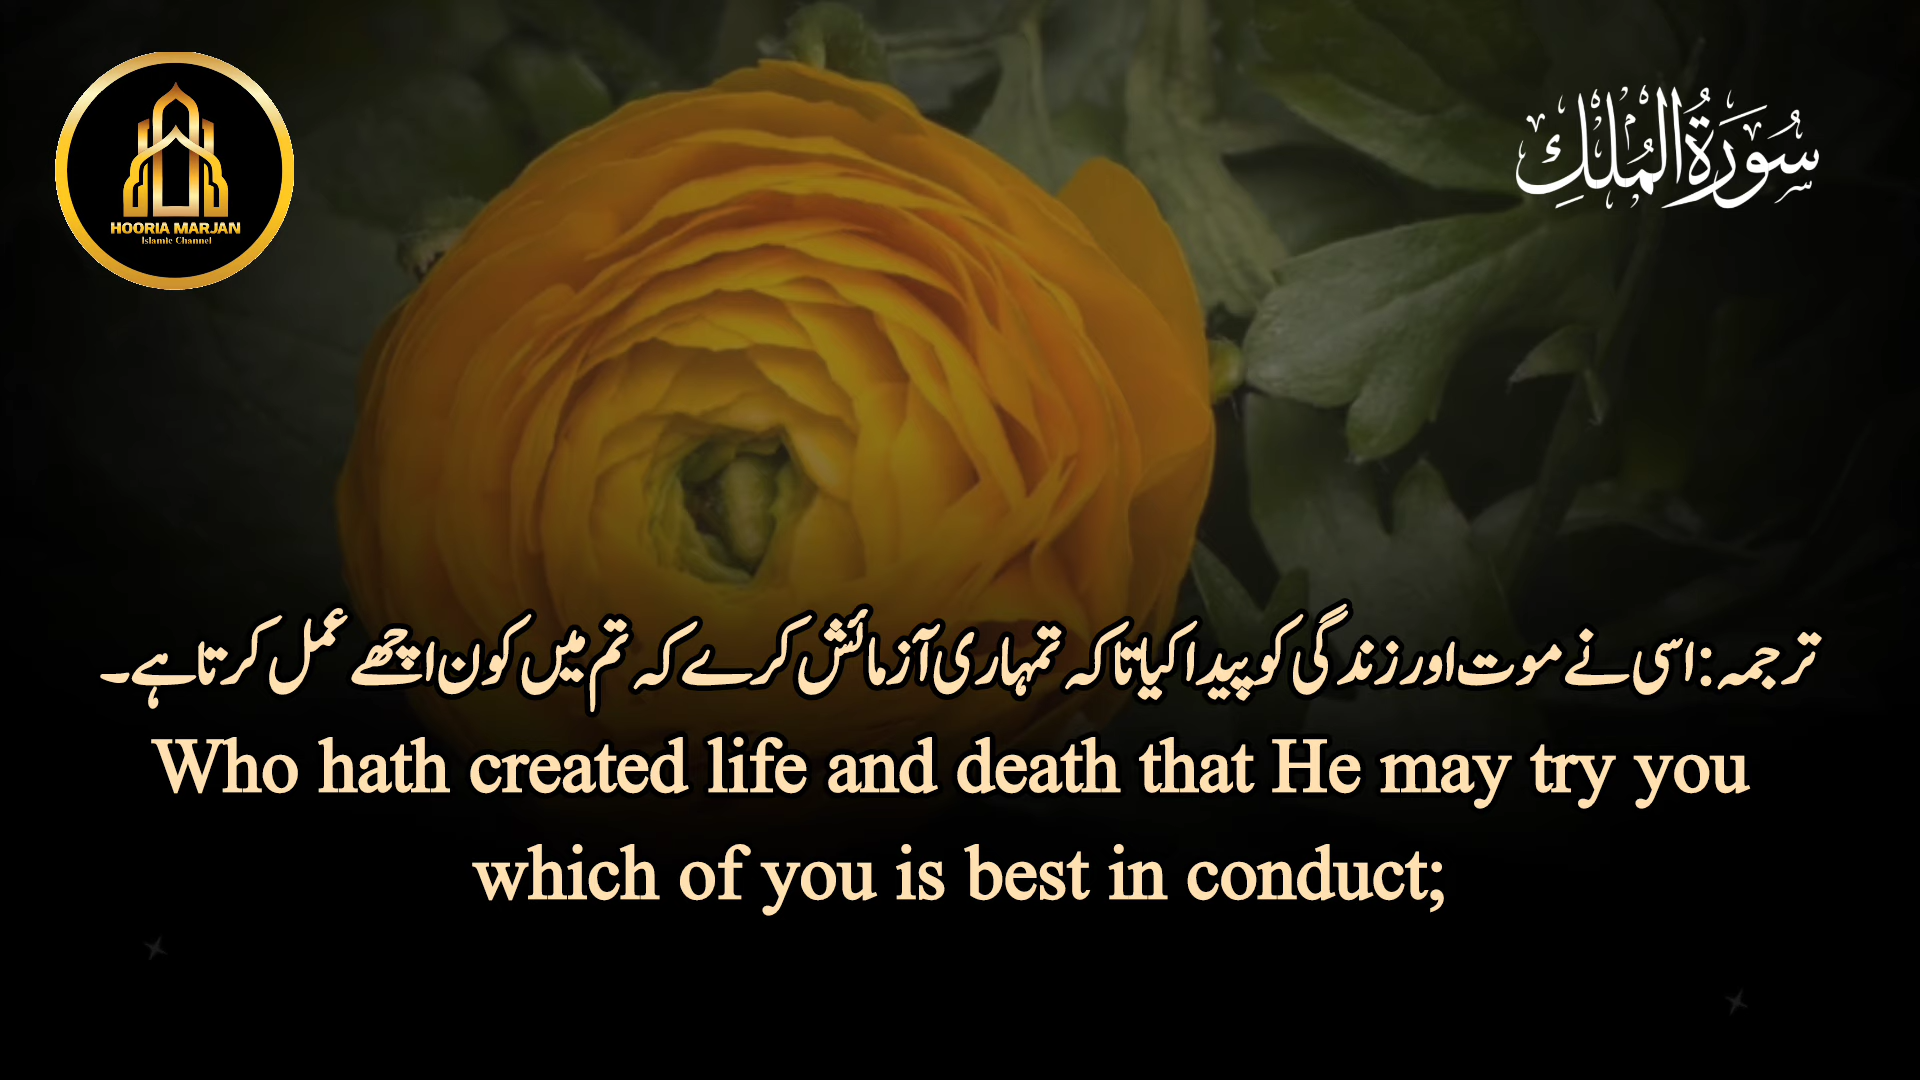 HOORIA MARJAN
Islamic Channel
سُورَةُ الْمُلْكِ
ترجمہ: اسی نے موت اور زندگی کو پیدا کیا تاکہ تمہاری آزمائش کرے کہ تم میں کون اچھے عمل کرتا ہے۔
Who hath created life and death that He may try you
which of you is best in conduct;